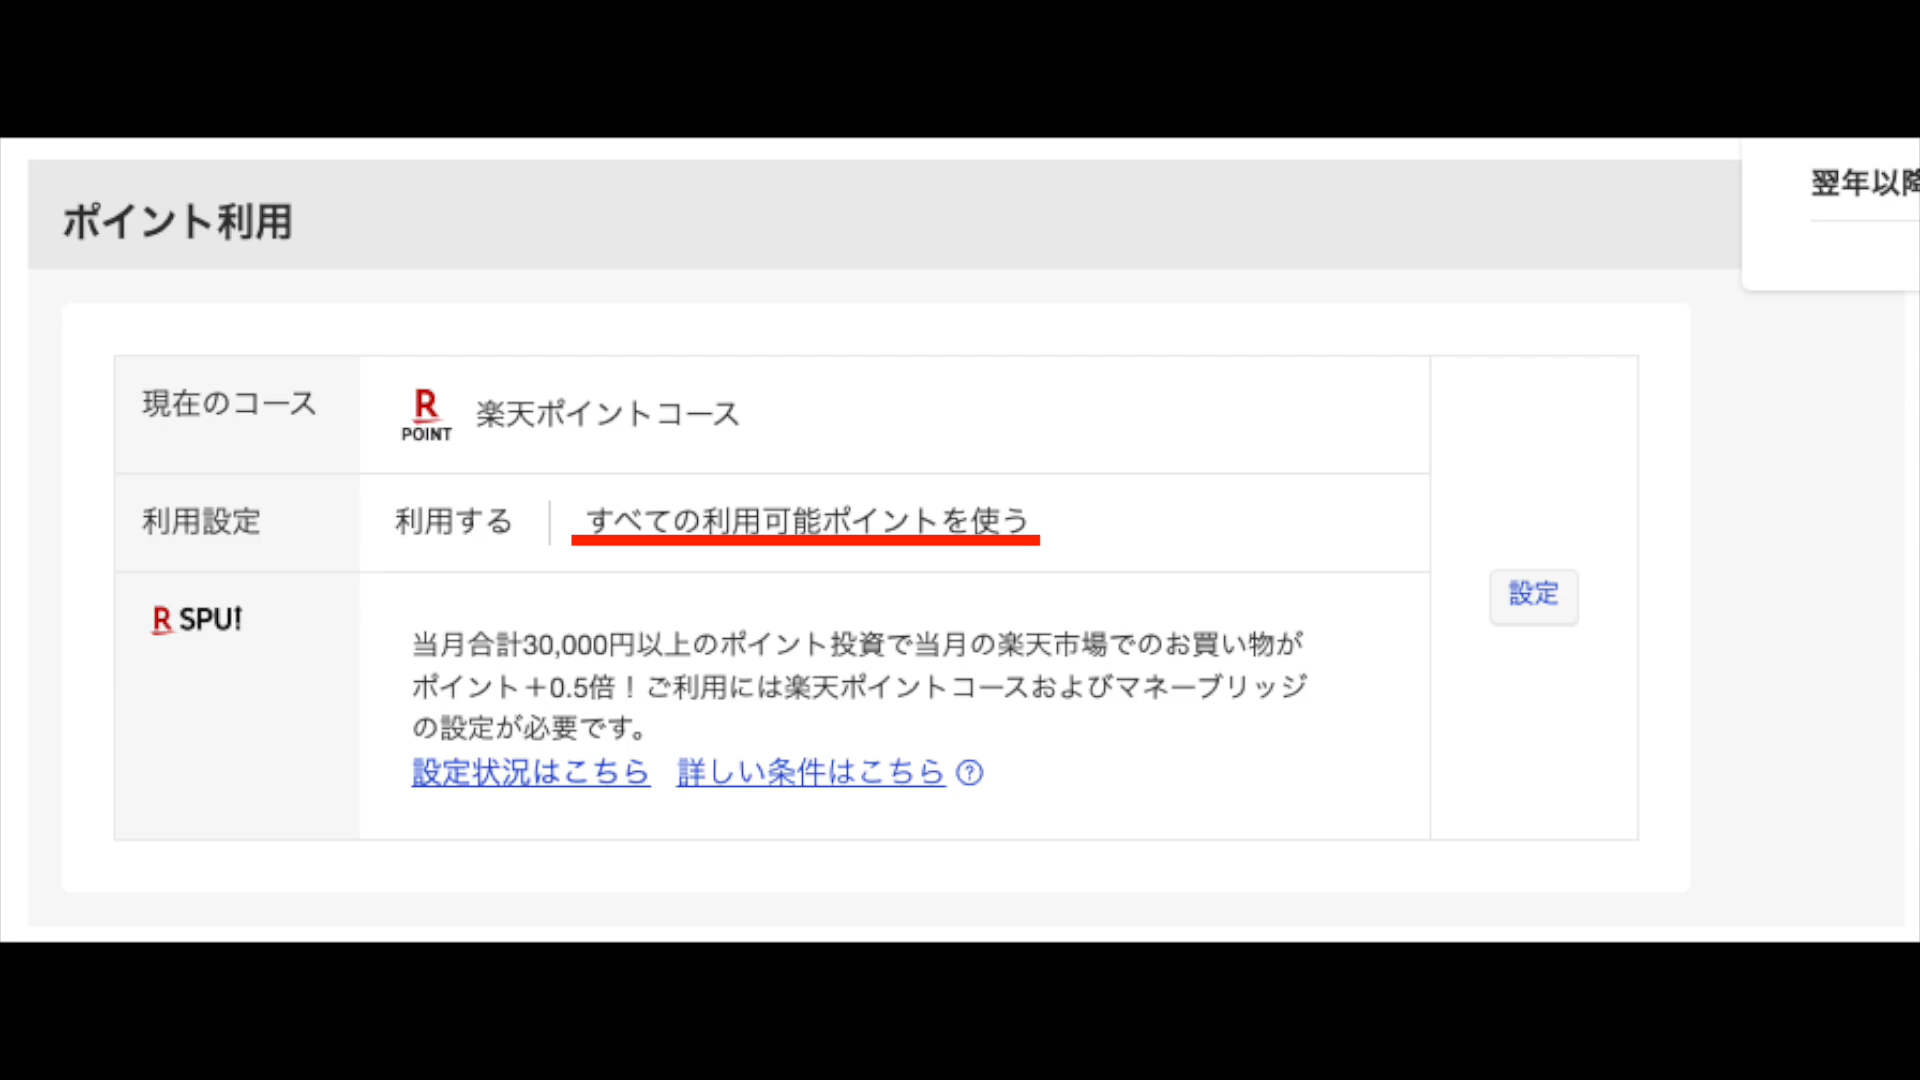 翌年以降
ポイント利用
現在のコース
R POINT 楽天ポイントコース
利用設定
利用する すべての利用可能ポイントを使う
設定
R SPU!
当月合計30,000円以上のポイント投資で当月の楽天市場でのお買い物が
ポイント＋0.5倍！ご利用には楽天ポイントコースおよびマネーブリッジ
の設定が必要です。
設定状況はこちら 詳しい条件はこちら ?